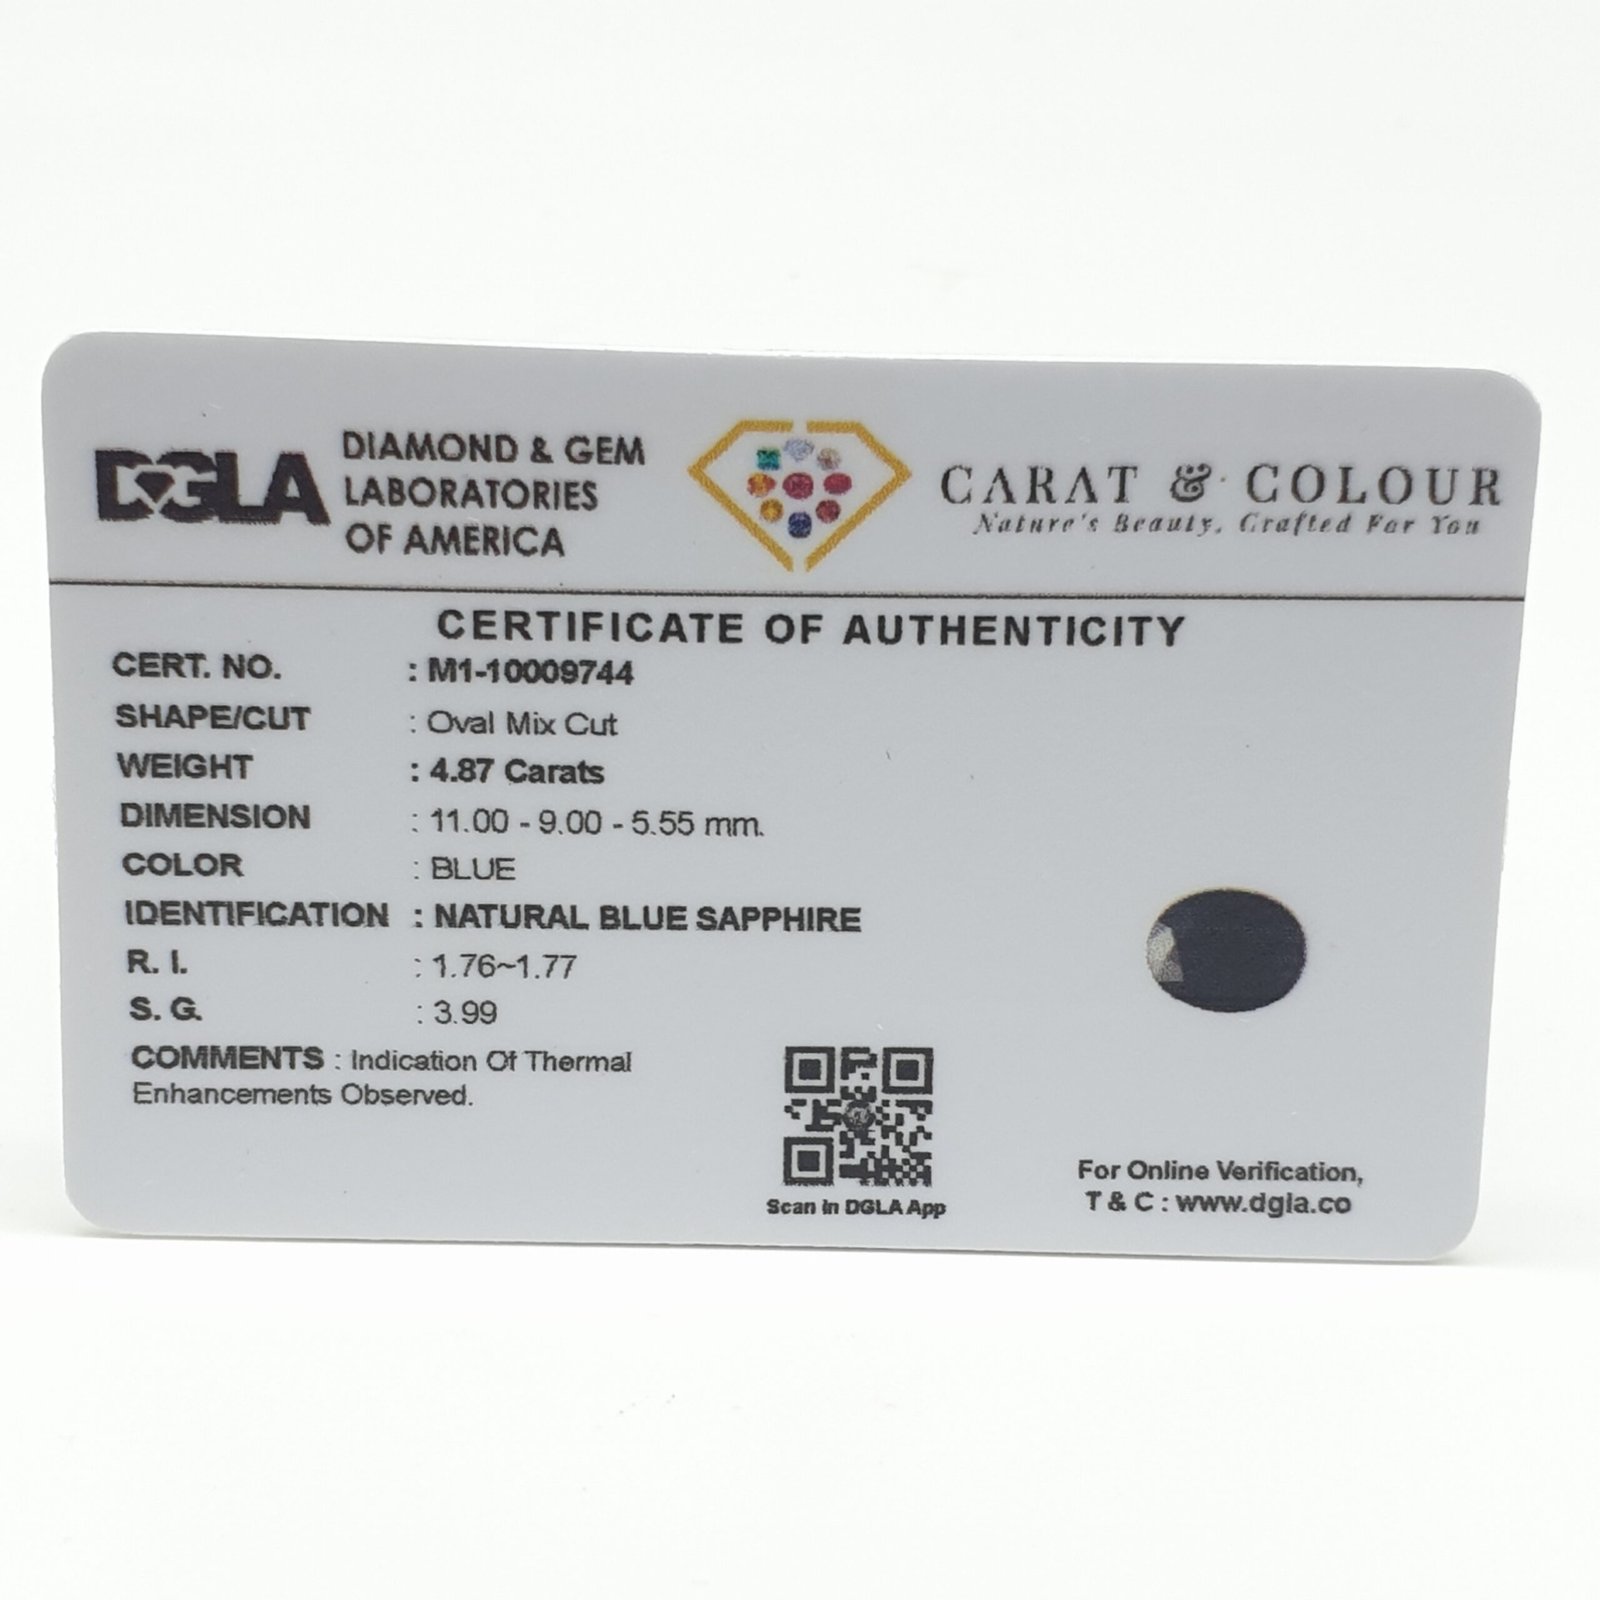 DGLA
DIAMOND & GEM
LABORATORIES
OF AMERICA
CARAT & COLOUR
Nature's Beauty, Crafted For You
CERTIFICATE OF AUTHENTICITY
CERT. NO. : M1-10009744
SHAPE/CUT : Oval Mix Cut
WEIGHT : 4.87 Carats
DIMENSION : 11.00 - 9.00 - 5.55 mm.
COLOR : BLUE
IDENTIFICATION : NATURAL BLUE SAPPHIRE
R. I. : 1.76~1.77
S. G. : 3.99
COMMENTS : Indication Of Thermal
Enhancements Observed.
Scan in DGLA App
For Online Verification,
T & C : www.dgla.co